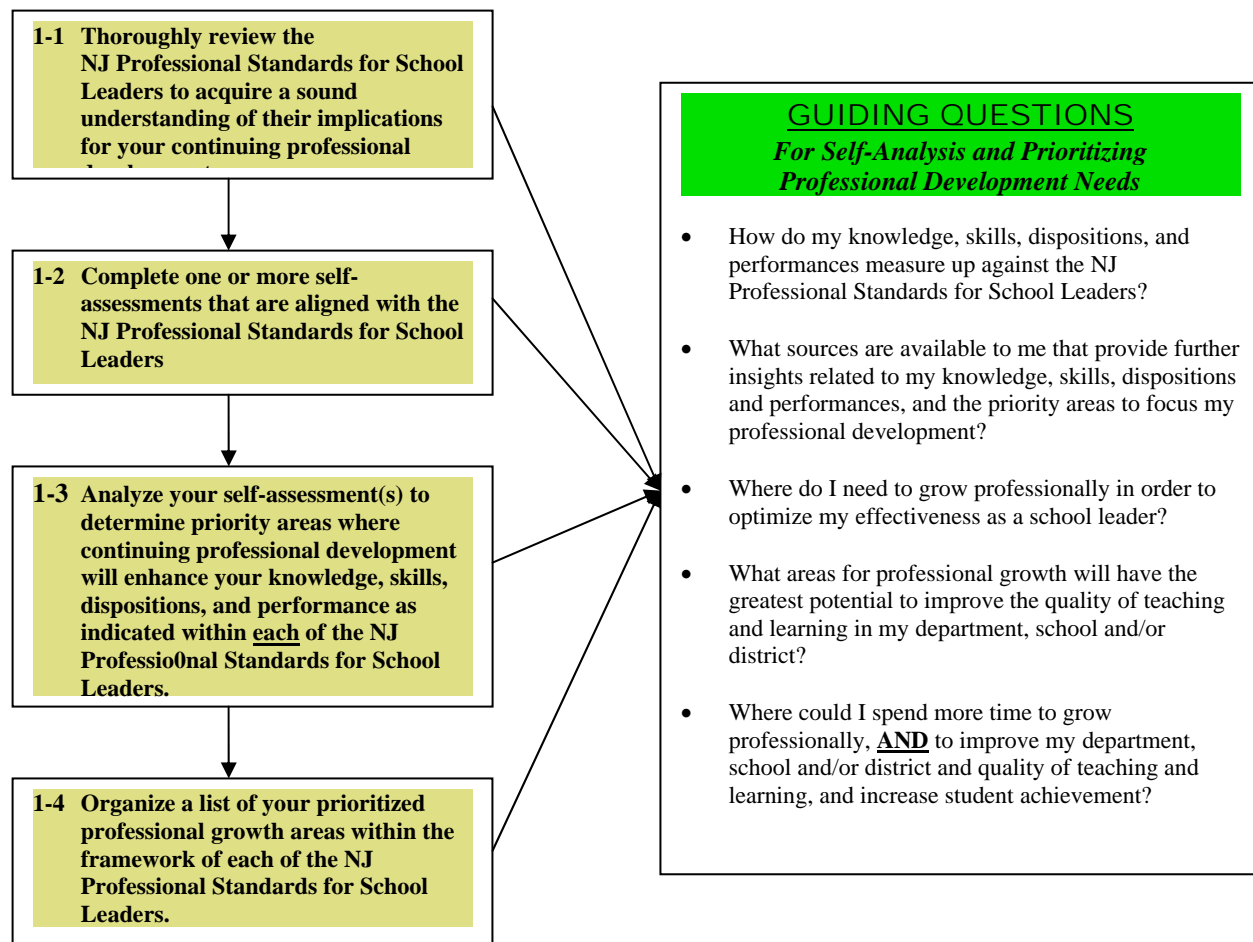 1-1 Thoroughly review the
NJ Professional Standards for School
Leaders to acquire a sound
understanding of their implications
for your continuing professional
1-2 Complete one or more self-
assessments that are aligned with the
NJ Professional Standards for School
Leaders
1-3 Analyze your self-assessment(s) to
determine priority areas where
continuing professional development
will enhance your knowledge, skills,
dispositions, and performance as
indicated within each of the NJ
Professio0nal Standards for School
Leaders.
1-4 Organize a list of your prioritized
professional growth areas within the
framework of each of the NJ
Professional Standards for School
Leaders.
GUIDING QUESTIONS
For Self-Analysis and Prioritizing
Professional Development Needs
• How do my knowledge, skills, dispositions, and
performances measure up against the NJ
Professional Standards for School Leaders?
• What sources are available to me that provide further
insights related to my knowledge, skills, dispositions
and performances, and the priority areas to focus my
professional development?
• Where do I need to grow professionally in order to
optimize my effectiveness as a school leader?
• What areas for professional growth will have the
greatest potential to improve the quality of teaching
and learning in my department, school and/or
district?
• Where could I spend more time to grow
professionally, AND to improve my department,
school and/or district and quality of teaching and
learning, and increase student achievement?